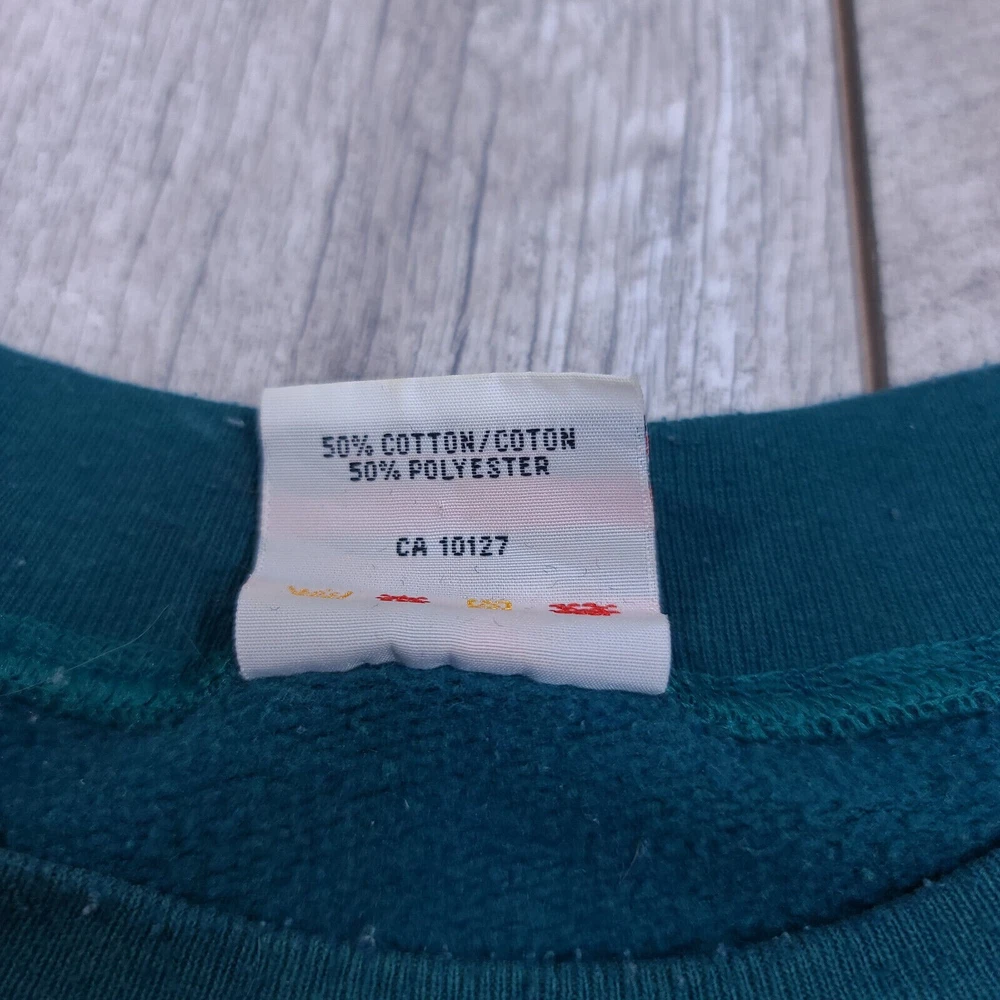 50% COTTON/COTON
50% POLYESTER
CA 10127